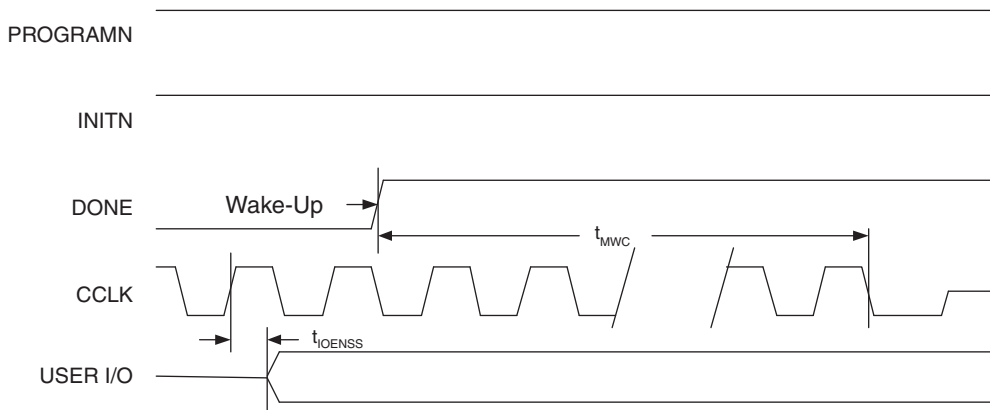 PROGRAMN
INITN
DONE
Wake-Up
tMWC
CCLK
tIOENSS
USER I/O